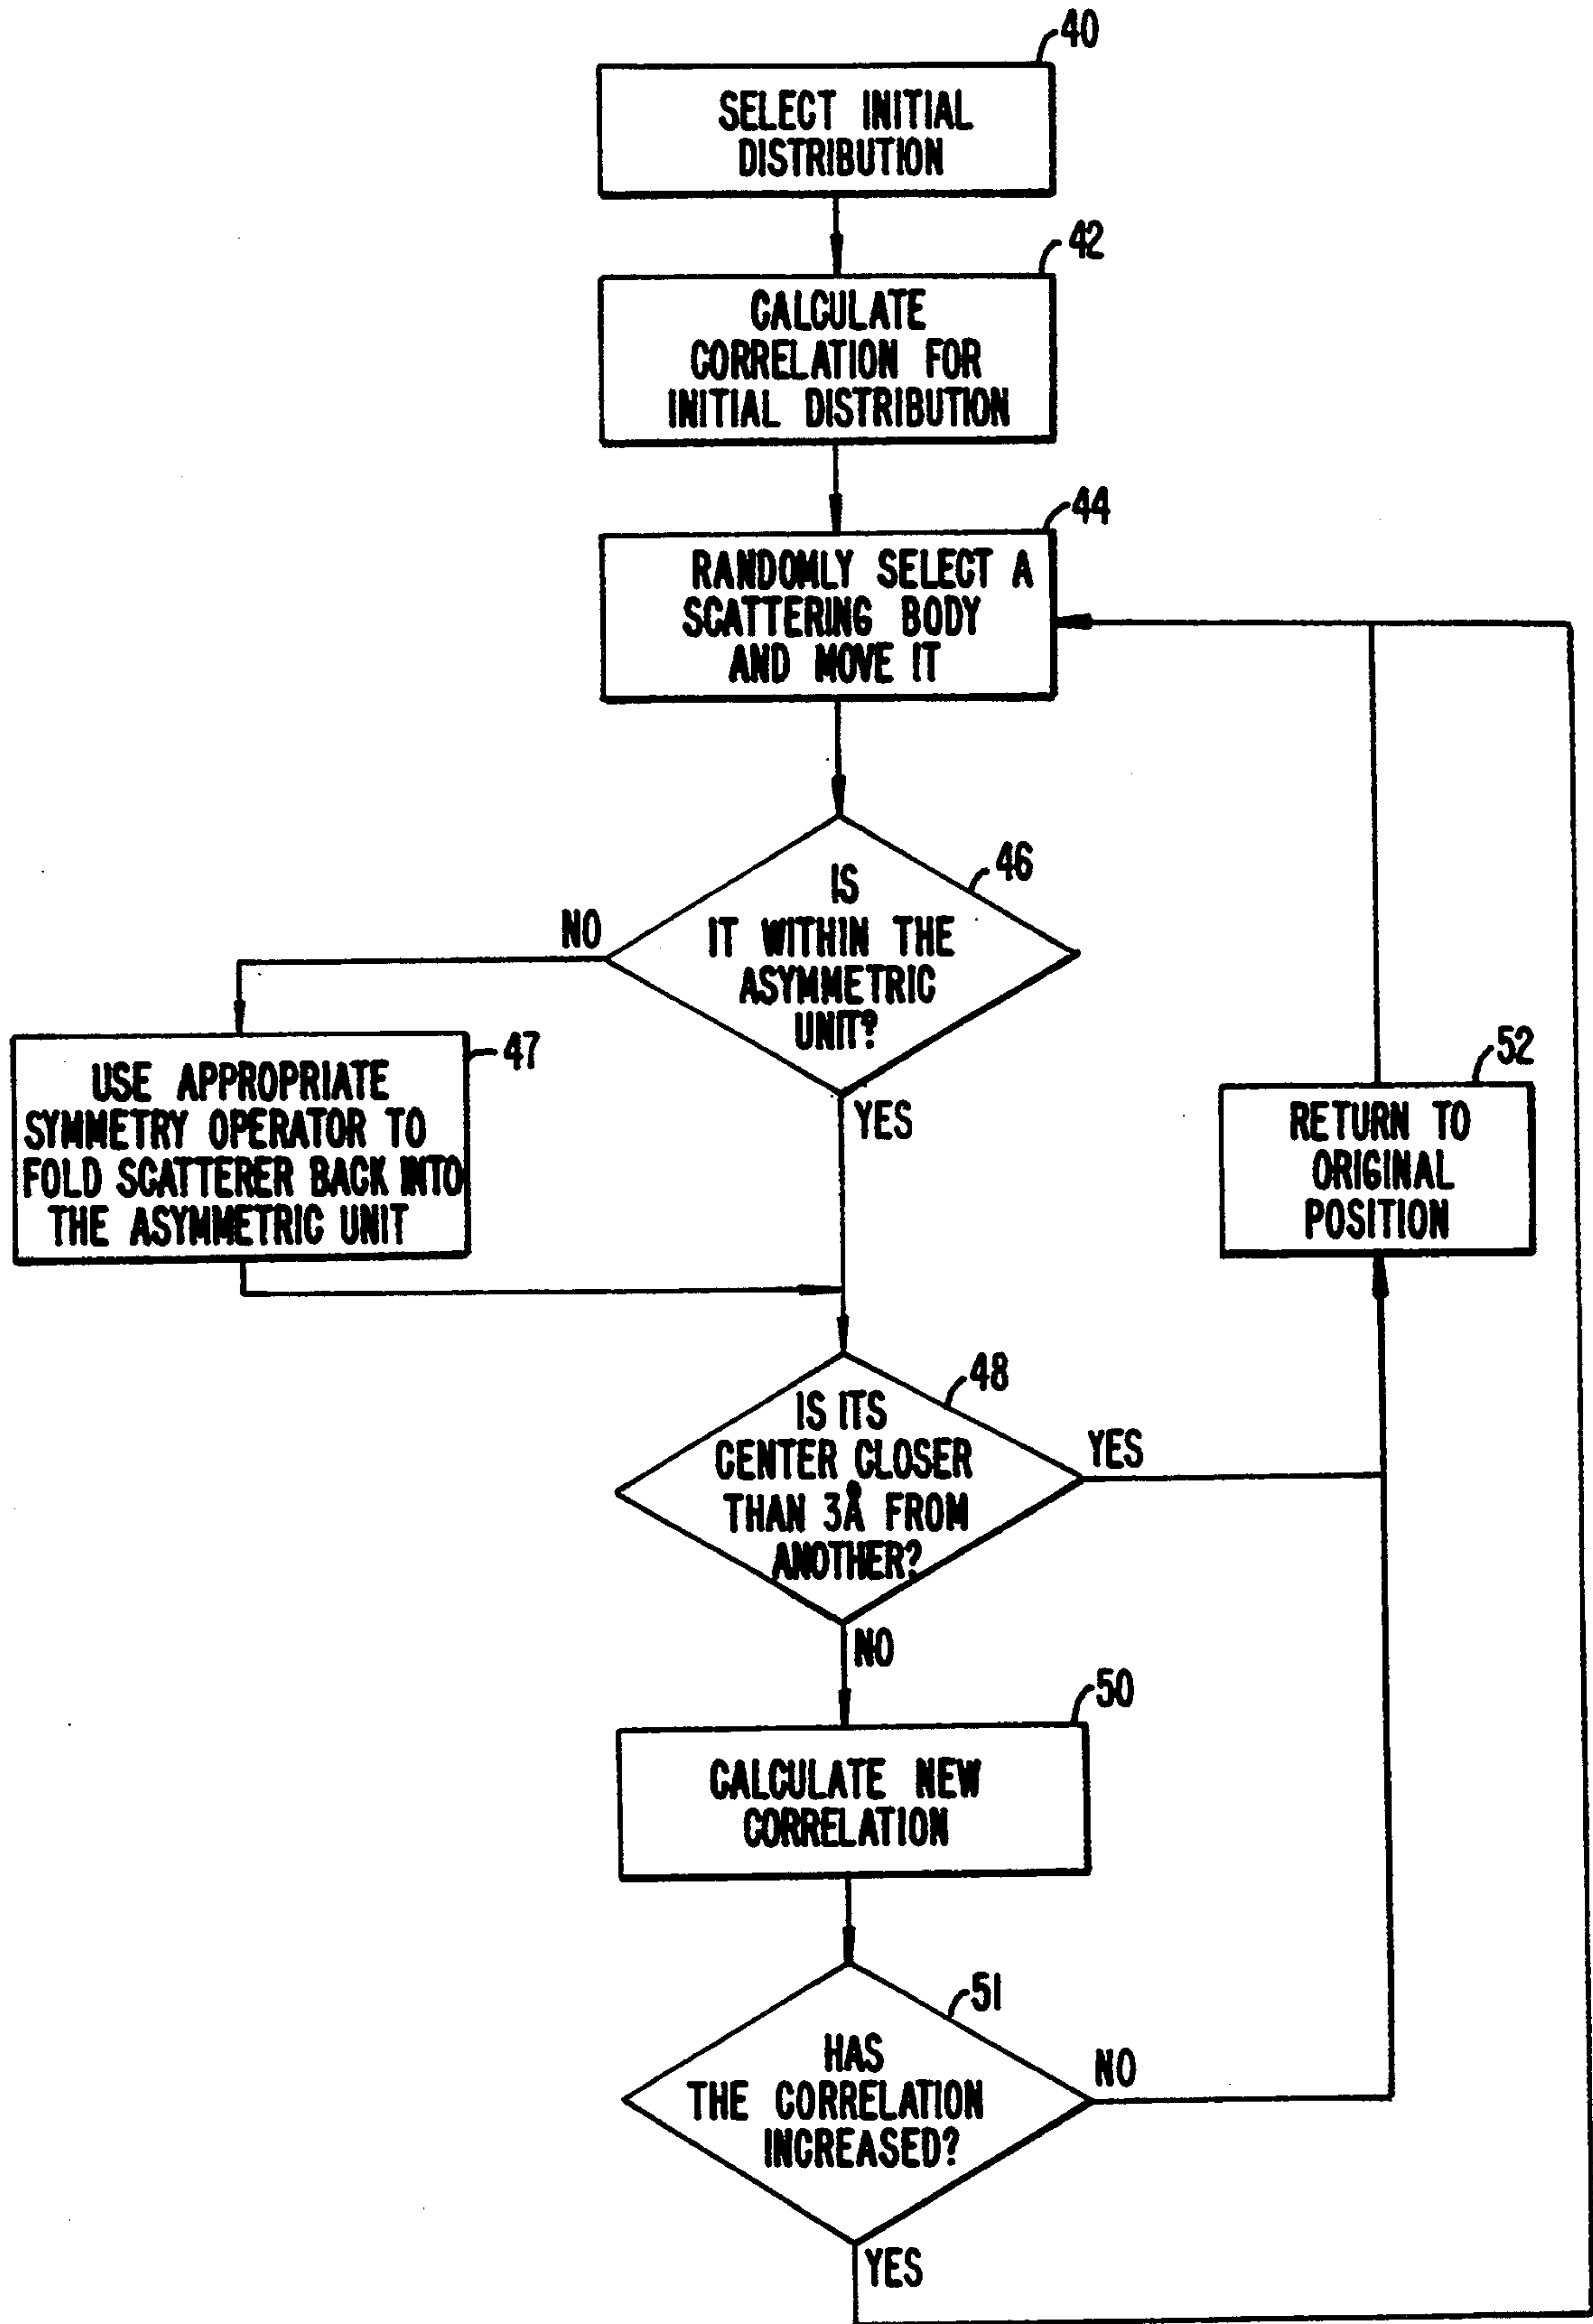 40
SELECT INITIAL
DISTRIBUTION
42
CALCULATE
CORRELATION FOR
INITIAL DISTRIBUTION
44
RANDOMLY SELECT A
SCATTERING BODY
AND MOVE IT
46
IS
IT WITHIN THE
ASYMMETRIC
UNIT?
NO
YES
47
USE APPROPRIATE
SYMMETRY OPERATOR TO
FOLD SCATTERER BACK INTO
THE ASYMMETRIC UNIT
52
RETURN TO
ORIGINAL
POSITION
48
IS ITS
CENTER CLOSER
THAN 3Å FROM
ANOTHER?
YES
NO
50
CALCULATE NEW
CORRELATION
51
HAS
THE CORRELATION
INCREASED?
NO
YES